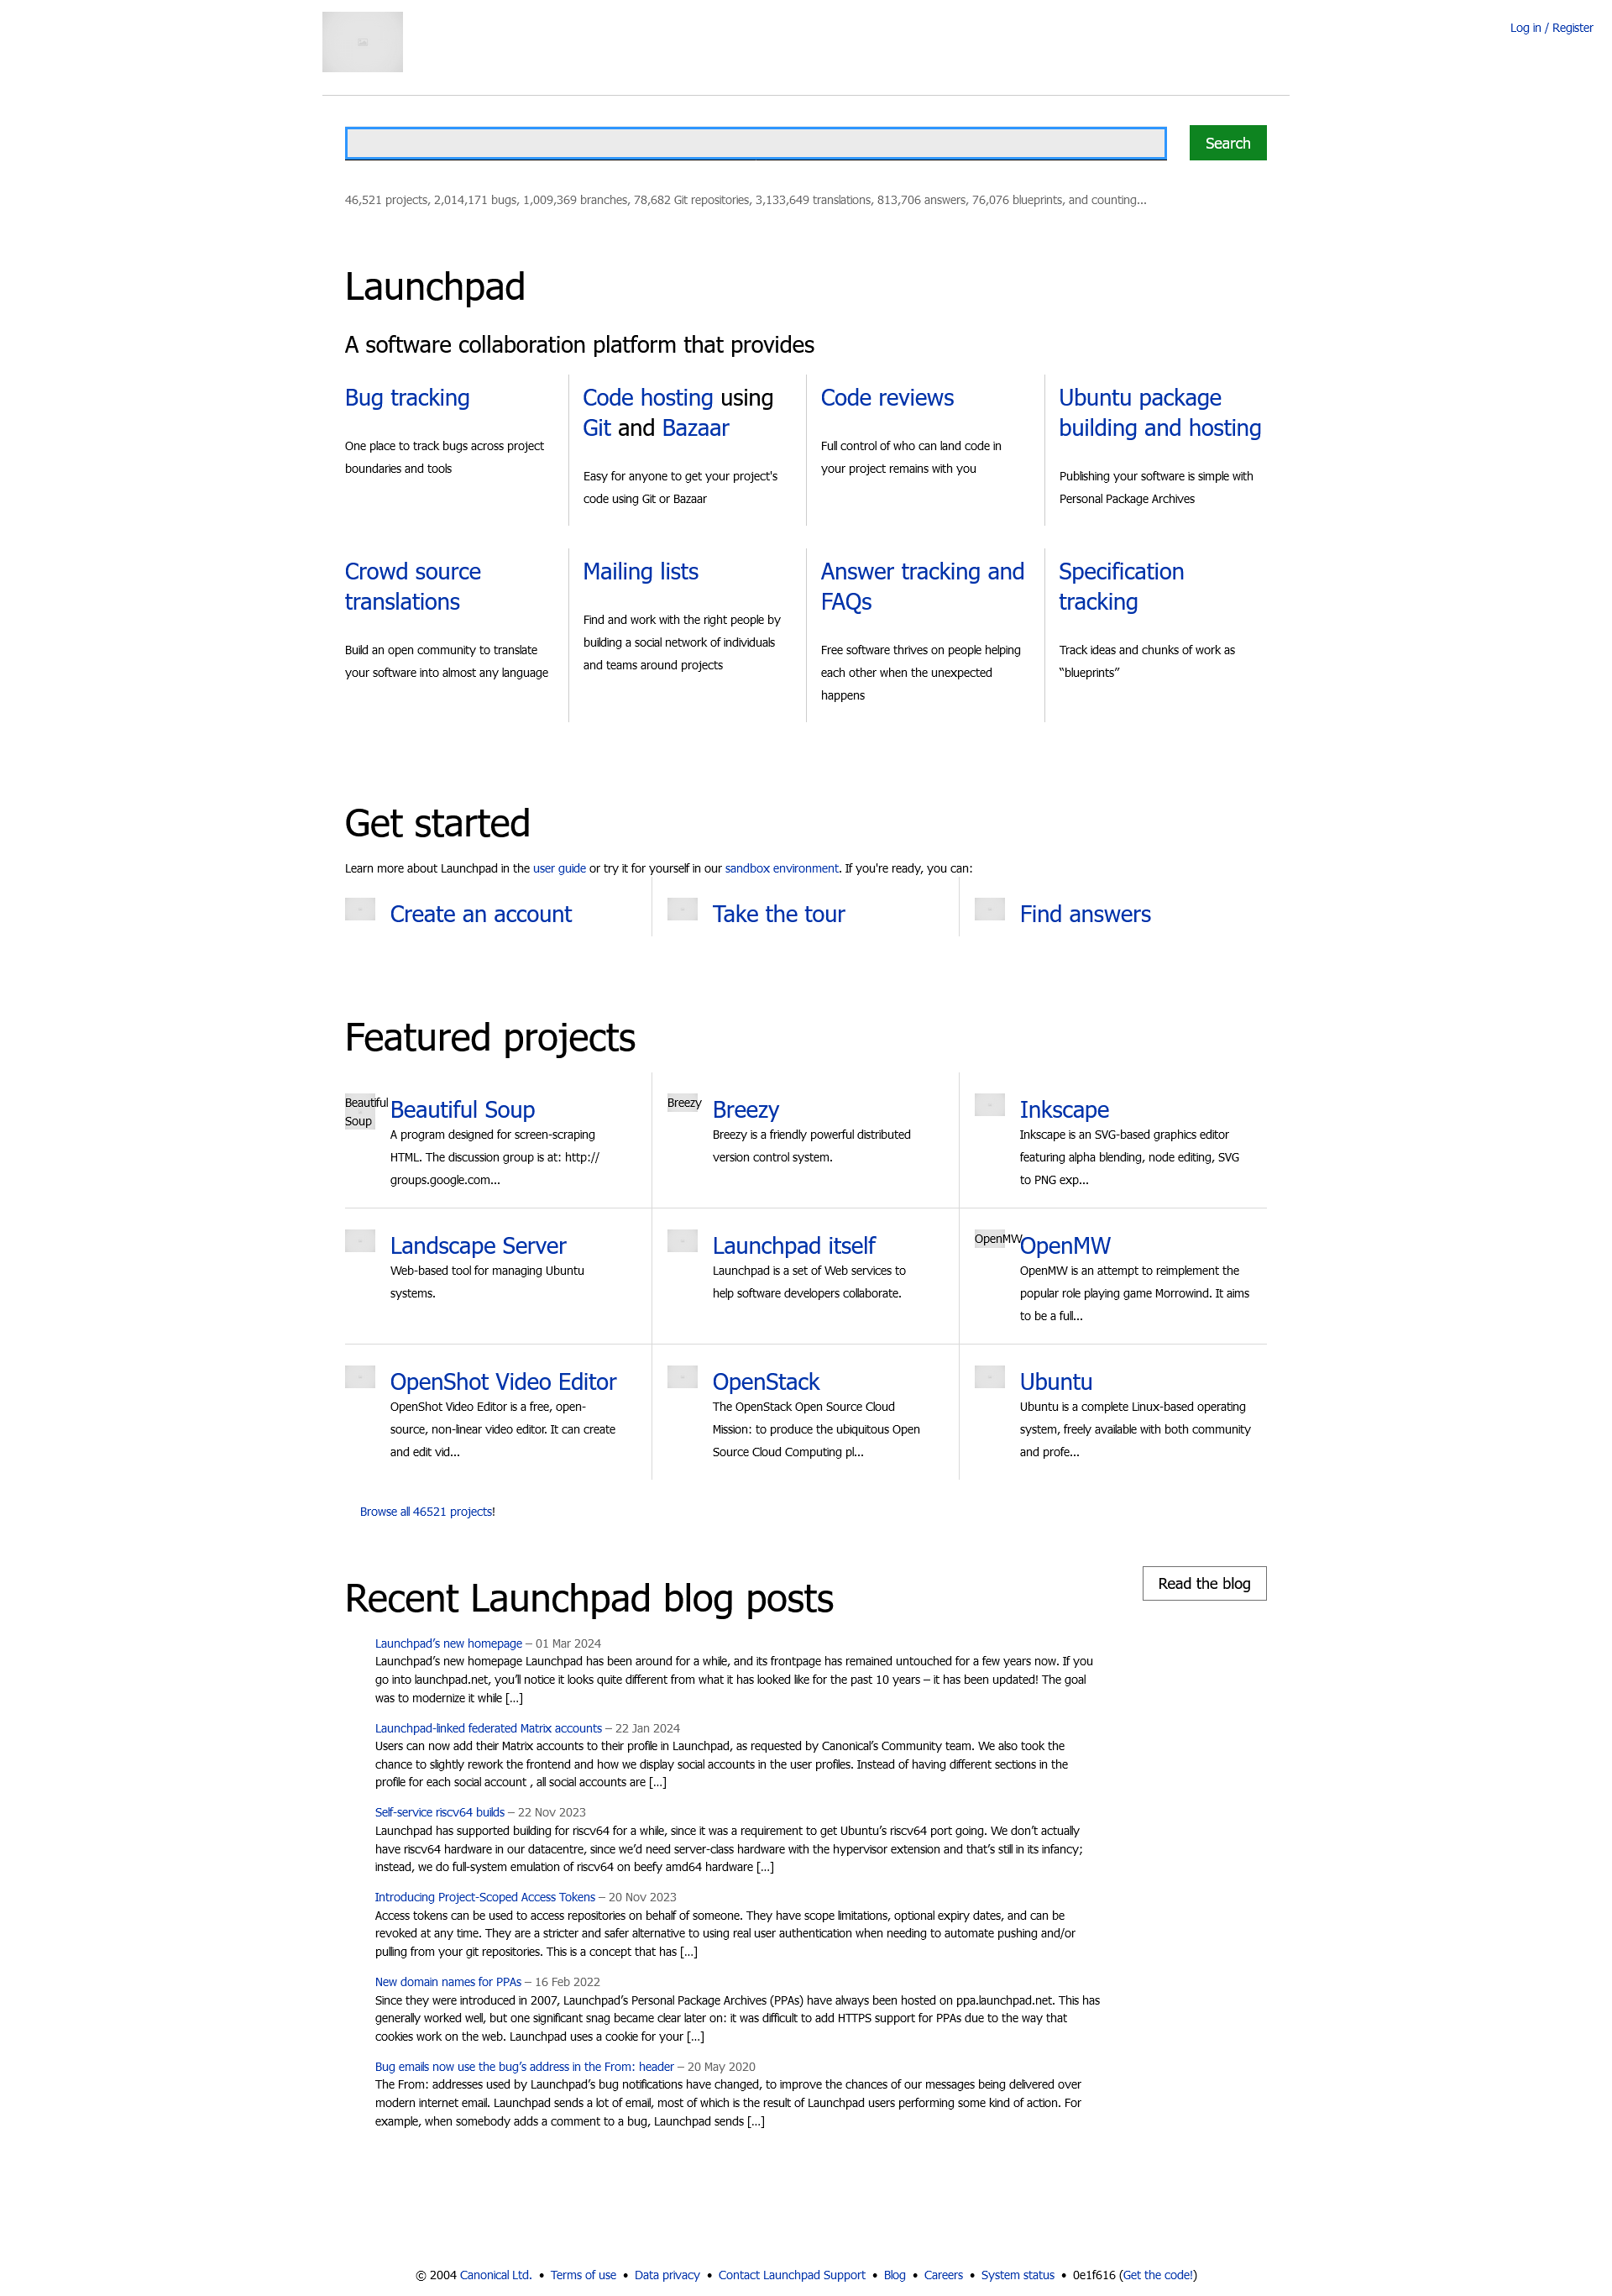 Log in / Register
Search
46,521 projects, 2,014,171 bugs, 1,009,369 branches, 78,682 Git repositories, 3,133,649 translations, 813,706 answers, 76,076 blueprints, and counting...
Launchpad
A software collaboration platform that provides
Bug tracking
One place to track bugs across project
boundaries and tools
Code hosting using
Git and Bazaar
Easy for anyone to get your project's
code using Git or Bazaar
Code reviews
Full control of who can land code in
your project remains with you
Ubuntu package
building and hosting
Publishing your software is simple with
Personal Package Archives
Crowd source
translations
Build an open community to translate
your software into almost any language
Mailing lists
Find and work with the right people by
building a social network of individuals
and teams around projects
Answer tracking and
FAQs
Free software thrives on people helping
each other when the unexpected
happens
Specification
tracking
Track ideas and chunks of work as
“blueprints”
Get started
Learn more about Launchpad in the user guide or try it for yourself in our sandbox environment. If you're ready, you can:
Create an account
Take the tour
Find answers
Featured projects
Beautiful
Soup
Beautiful Soup
A program designed for screen-scraping
HTML. The discussion group is at: http://
groups.google.com...
Breezy
Breezy
Breezy is a friendly powerful distributed
version control system.
Inkscape
Inkscape is an SVG-based graphics editor
featuring alpha blending, node editing, SVG
to PNG exp...
Landscape Server
Web-based tool for managing Ubuntu
systems.
Launchpad itself
Launchpad is a set of Web services to
help software developers collaborate.
OpenMW
OpenMW
OpenMW is an attempt to reimplement the
popular role playing game Morrowind. It aims
to be a full...
OpenShot Video Editor
OpenShot Video Editor is a free, open-
source, non-linear video editor. It can create
and edit vid...
OpenStack
The OpenStack Open Source Cloud
Mission: to produce the ubiquitous Open
Source Cloud Computing pl...
Ubuntu
Ubuntu is a complete Linux-based operating
system, freely available with both community
and profe...
Browse all 46521 projects!
Recent Launchpad blog posts
Read the blog
Launchpad’s new homepage – 01 Mar 2024
Launchpad’s new homepage Launchpad has been around for a while, and its frontpage has remained untouched for a few years now. If you
go into launchpad.net, you’ll notice it looks quite different from what it has looked like for the past 10 years – it has been updated! The goal
was to modernize it while […]
Launchpad-linked federated Matrix accounts – 22 Jan 2024
Users can now add their Matrix accounts to their profile in Launchpad, as requested by Canonical’s Community team. We also took the
chance to slightly rework the frontend and how we display social accounts in the user profiles. Instead of having different sections in the
profile for each social account , all social accounts are […]
Self-service riscv64 builds – 22 Nov 2023
Launchpad has supported building for riscv64 for a while, since it was a requirement to get Ubuntu’s riscv64 port going. We don’t actually
have riscv64 hardware in our datacentre, since we’d need server-class hardware with the hypervisor extension and that’s still in its infancy;
instead, we do full-system emulation of riscv64 on beefy amd64 hardware […]
Introducing Project-Scoped Access Tokens – 20 Nov 2023
Access tokens can be used to access repositories on behalf of someone. They have scope limitations, optional expiry dates, and can be
revoked at any time. They are a stricter and safer alternative to using real user authentication when needing to automate pushing and/or
pulling from your git repositories. This is a concept that has […]
New domain names for PPAs – 16 Feb 2022
Since they were introduced in 2007, Launchpad’s Personal Package Archives (PPAs) have always been hosted on ppa.launchpad.net. This has
generally worked well, but one significant snag became clear later on: it was difficult to add HTTPS support for PPAs due to the way that
cookies work on the web. Launchpad uses a cookie for your […]
Bug emails now use the bug’s address in the From: header – 20 May 2020
The From: addresses used by Launchpad’s bug notifications have changed, to improve the chances of our messages being delivered over
modern internet email. Launchpad sends a lot of email, most of which is the result of Launchpad users performing some kind of action. For
example, when somebody adds a comment to a bug, Launchpad sends […]
© 2004 Canonical Ltd. • Terms of use • Data privacy • Contact Launchpad Support • Blog • Careers • System status • 0e1f616 (Get the code!)